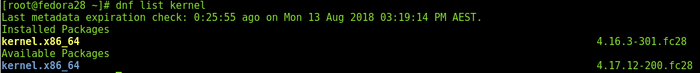 [root@fedora28 ~]# dnf list kernel
Last metadata expiration check: 0:25:55 ago on Mon 13 Aug 2018 03:19:14 PM AEST.
Installed Packages
kernel.x86_64 4.16.3-301.fc28
Available Packages
kernel.x86_64 4.17.12-200.fc28